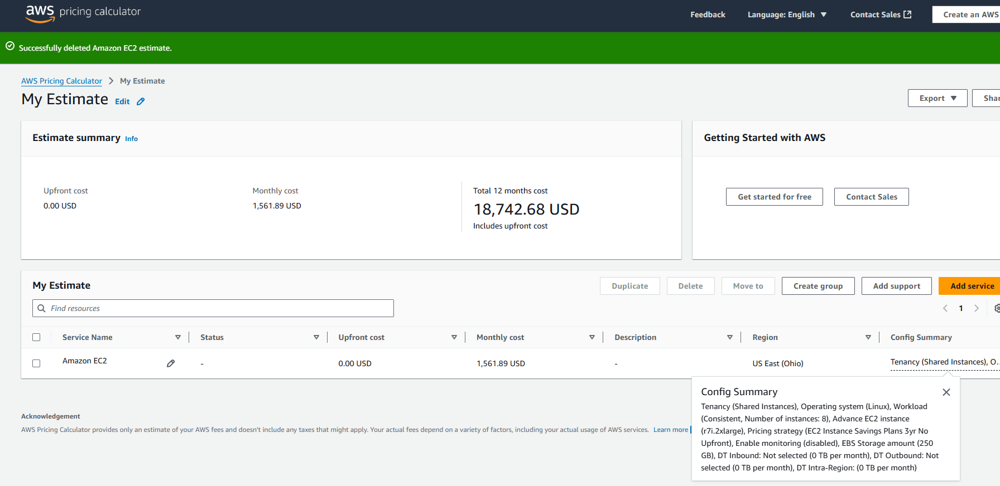 aws pricing calculator
Feedback
Language: English
Contact Sales
Create an AWS
Successfully deleted Amazon EC2 estimate.
AWS Pricing Calculator
My Estimate
My Estimate
Edit
Export
Shar
Estimate summary
Info
Upfront cost
0.00 USD
Monthly cost
1,561.89 USD
Total 12 months cost
18,742.68 USD
Includes upfront cost
Getting Started with AWS
Get started for free
Contact Sales
My Estimate
Duplicate
Delete
Move to
Create group
Add support
Add service
Find resources
1
Service Name
Status
Upfront cost
Monthly cost
Description
Region
Config Summary
Amazon EC2
-
0.00 USD
1,561.89 USD
-
US East (Ohio)
Tenancy (Shared Instances), O...
Config Summary
Tenancy (Shared Instances), Operating system (Linux), Workload
(Consistent, Number of instances: 8), Advance EC2 instance
(r7i.2xlarge), Pricing strategy (EC2 Instance Savings Plans 3yr No
Upfront), Enable monitoring (disabled), EBS Storage amount (250
GB), DT Inbound: Not selected (0 TB per month), DT Outbound: Not
selected (0 TB per month), DT Intra-Region: (0 TB per month)
Acknowledgement
AWS Pricing Calculator provides only an estimate of your AWS fees and doesn't include any taxes that might apply. Your actual fees depend on a variety of factors, including your actual usage of AWS services. Learn more